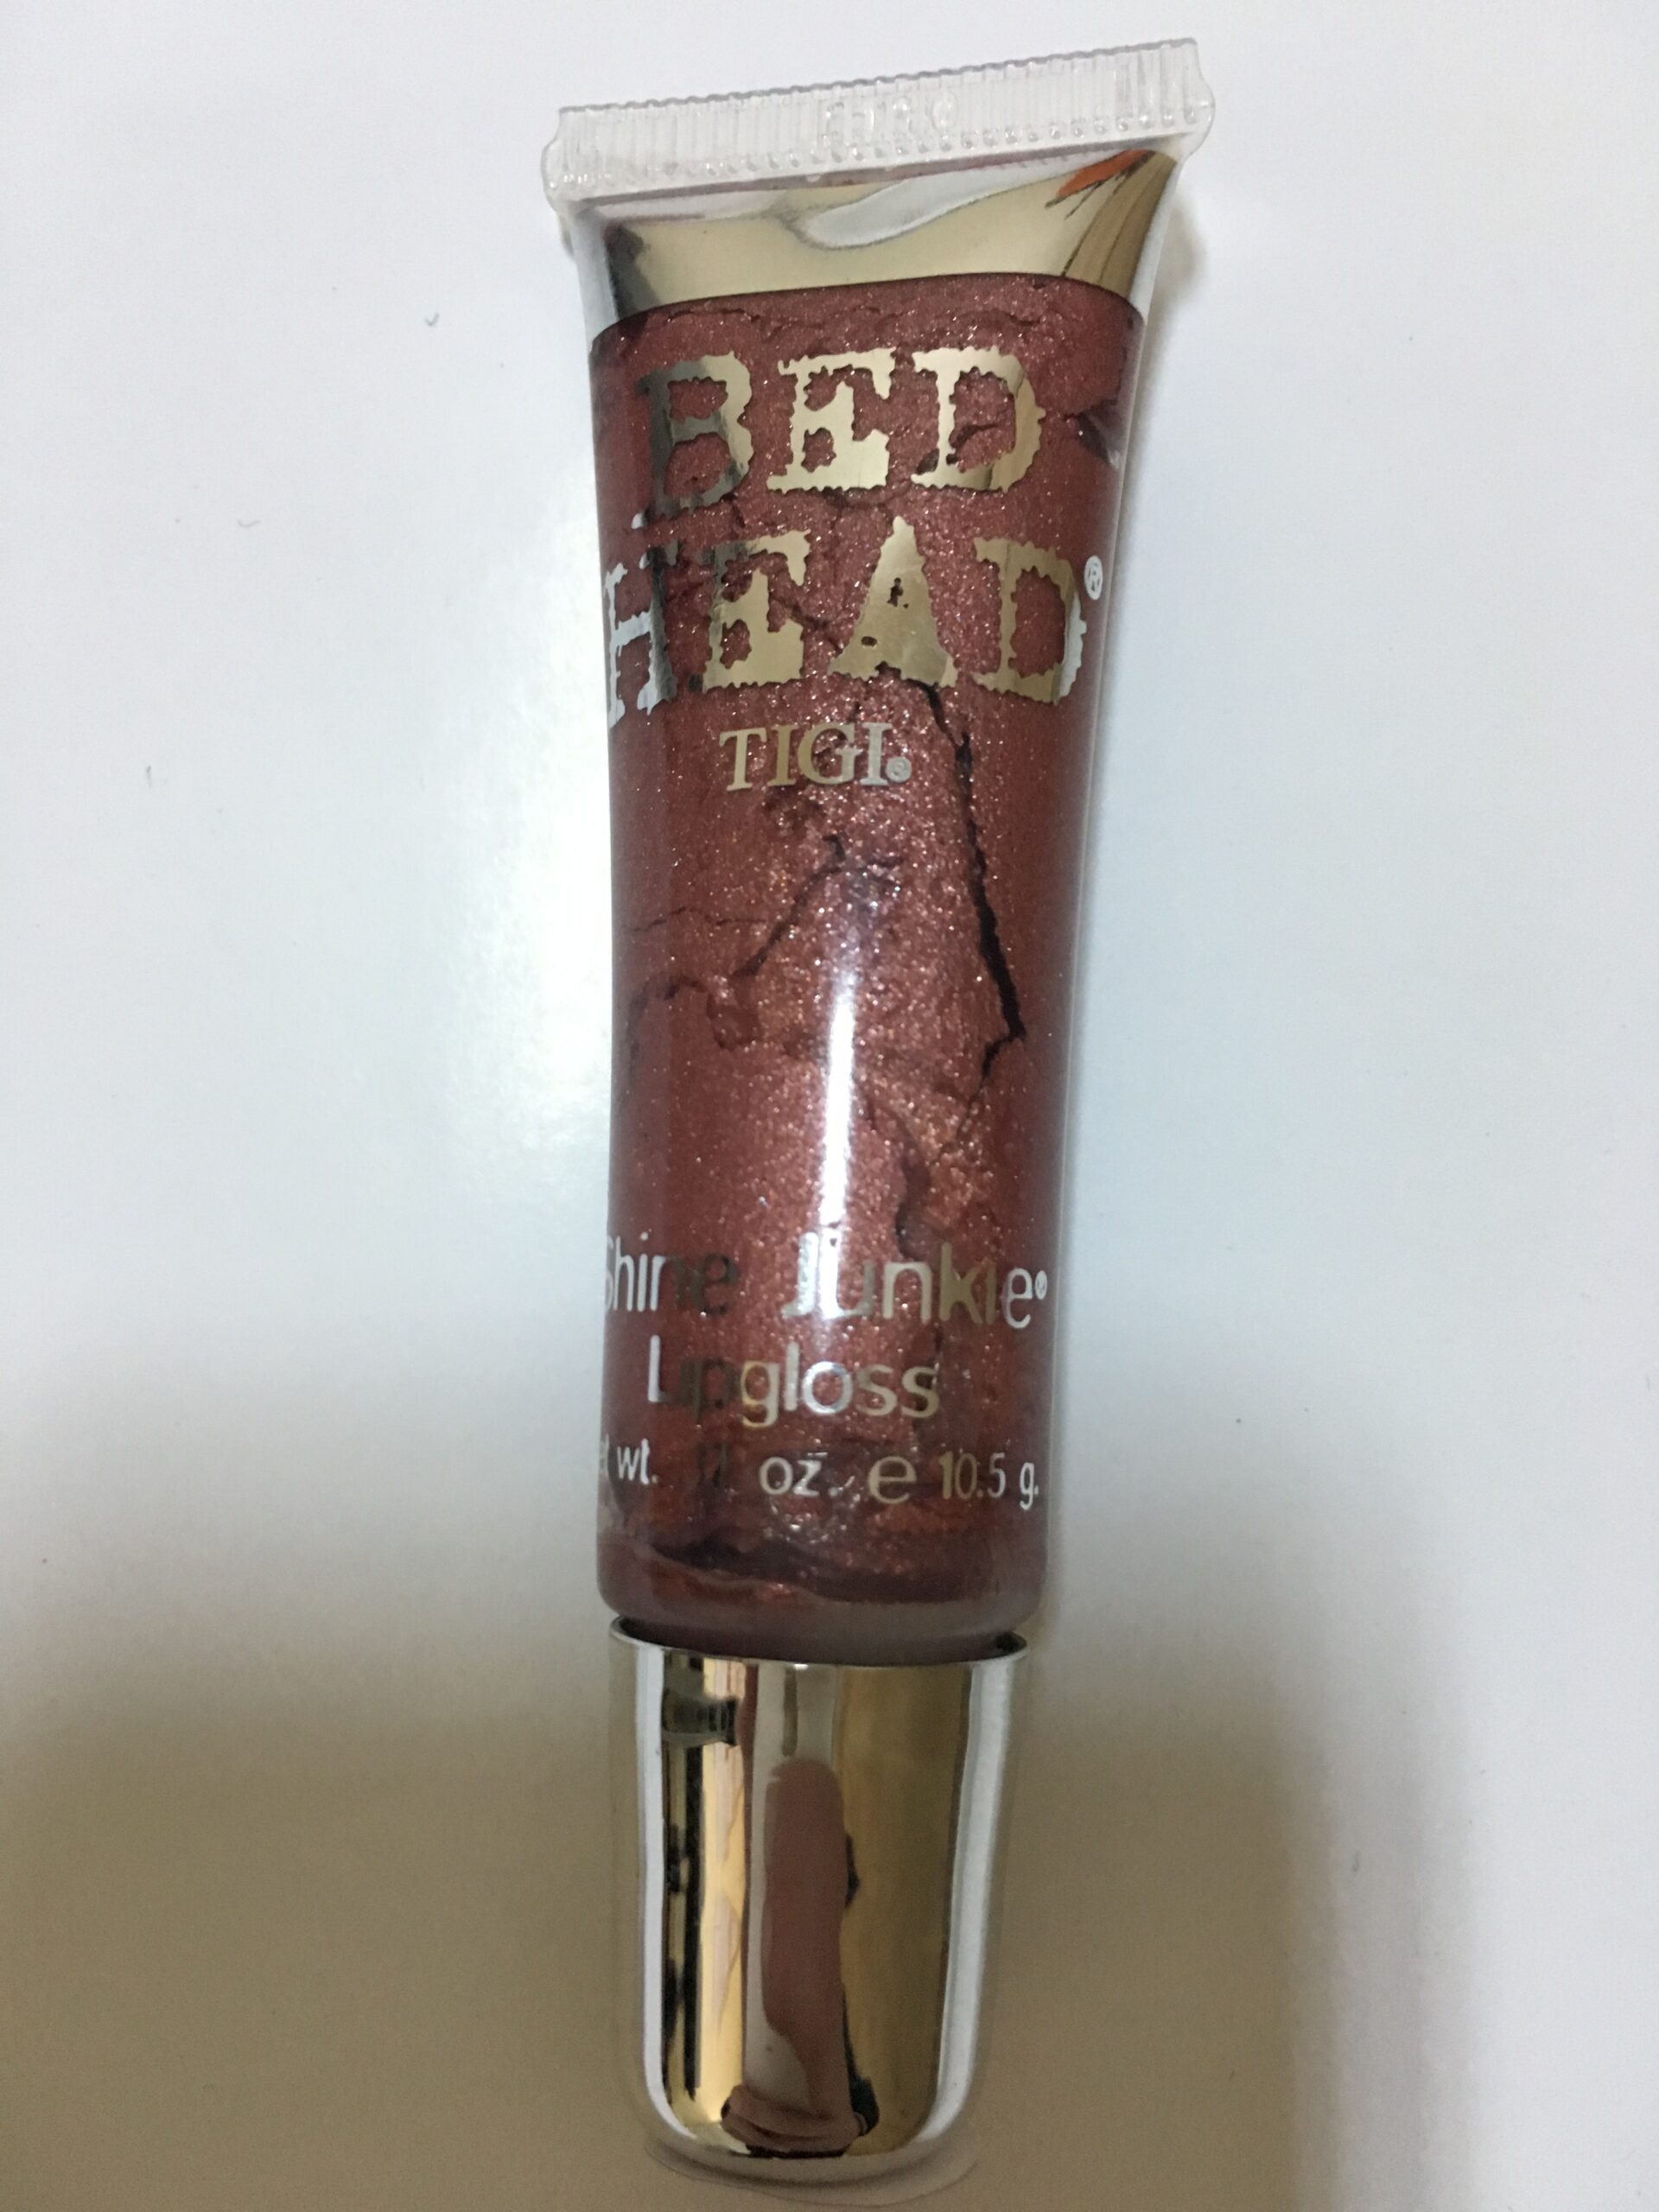 BED
HEAD®
TIGI®
Shine Junkie®
Lipgloss
wt. oz. e 10.5 g.